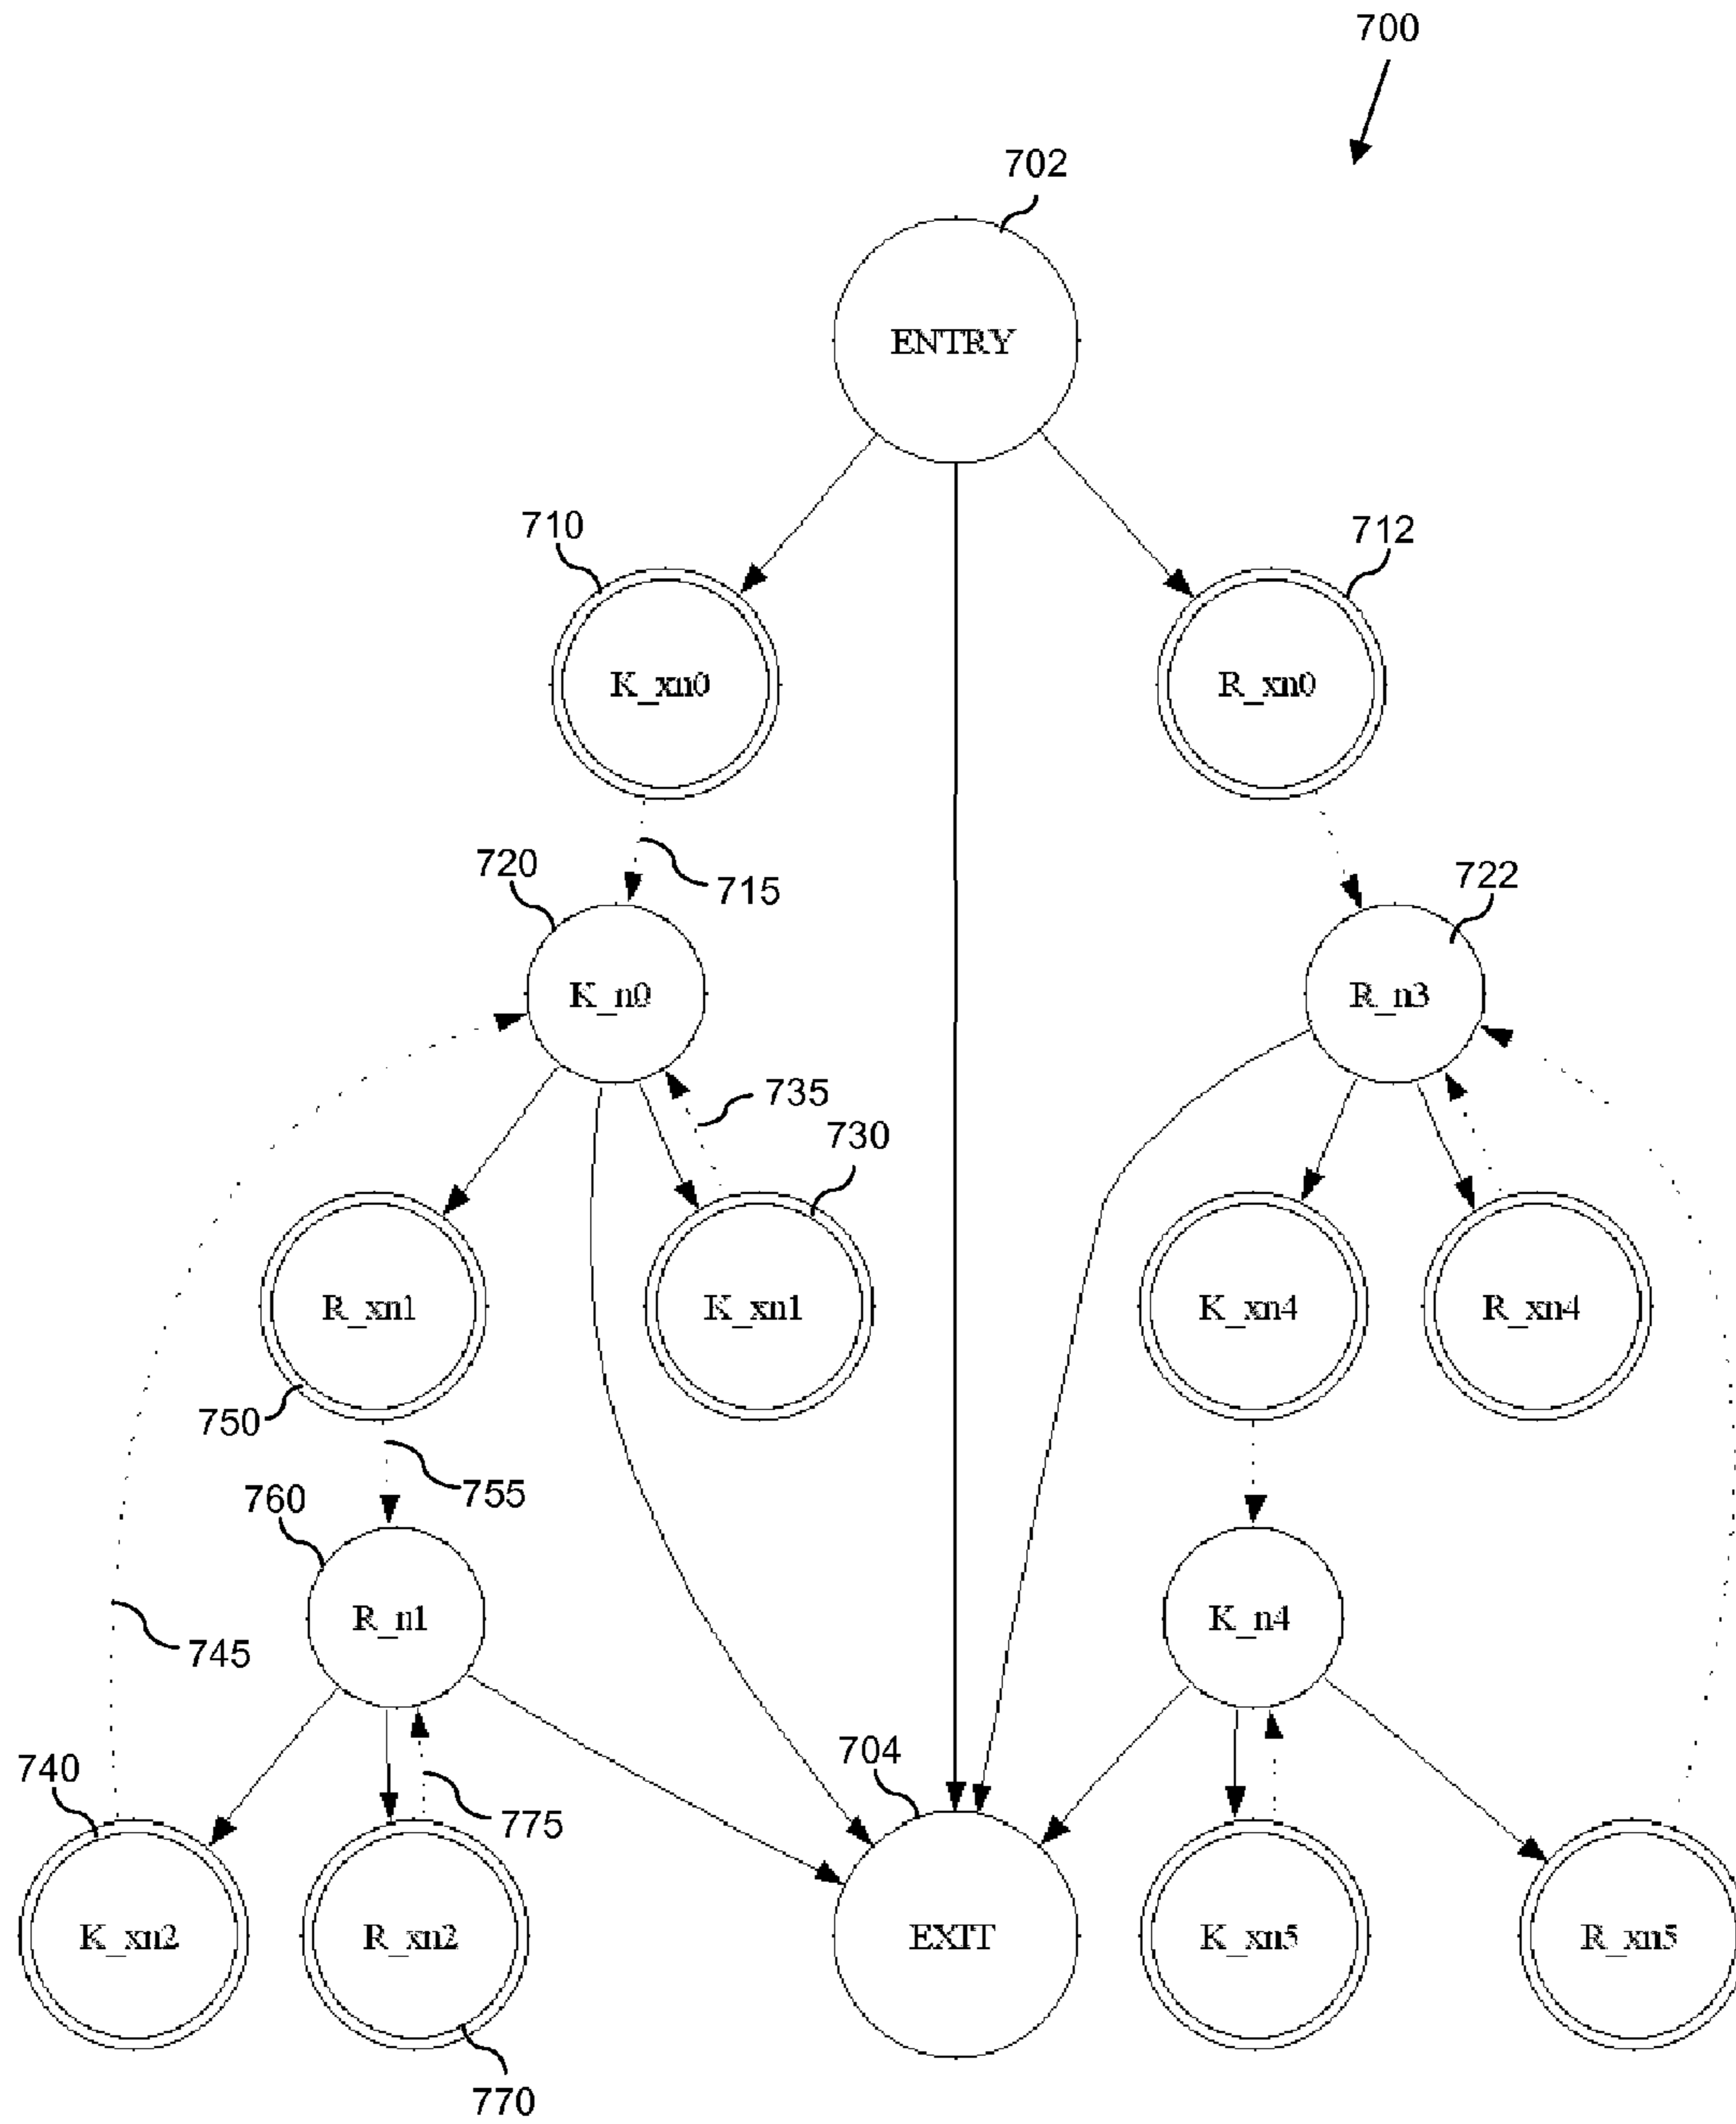 700
702
ENTRY
710
712
K_xn0
R_xn0
715
720
722
K_n0
R_n3
735
730
R_xn1
K_xn1
K_xn4
R_xn4
750
755
760
R_n1
K_n4
745
704
740
775
K_xn2
R_xn2
EXIT
K_xn5
R_xn5
770